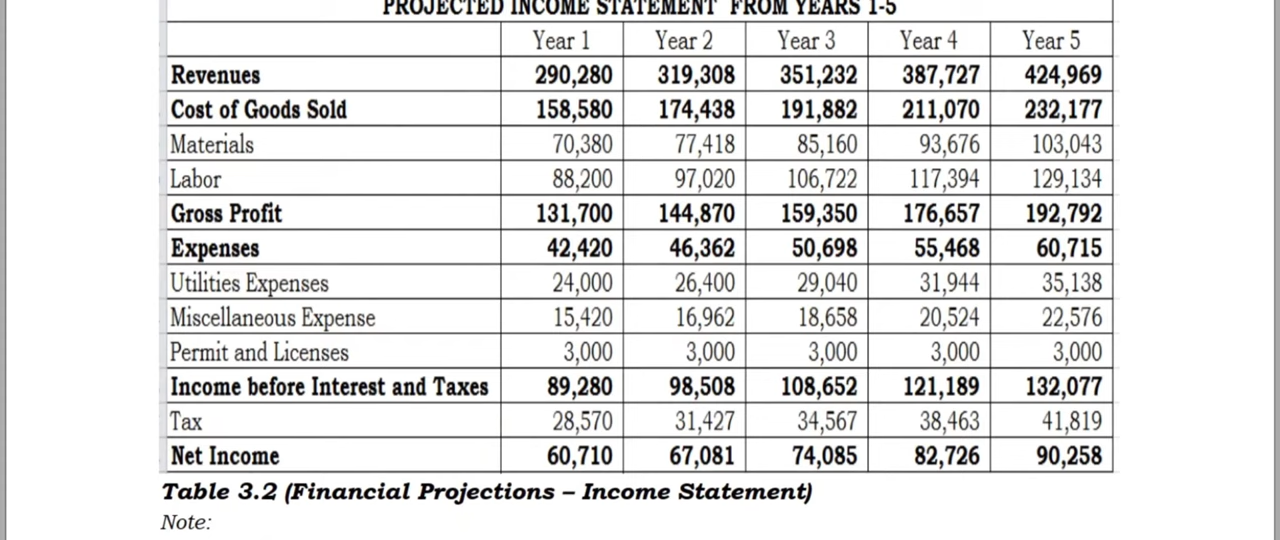 PROJECTED INCOME STATEMENT FROM YEARS 1-5
Year 1 Year 2 Year 3 Year 4 Year 5
Revenues 290,280 319,308 351,232 387,727 424,969
Cost of Goods Sold 158,580 174,438 191,882 211,070 232,177
Materials 70,380 77,418 85,160 93,676 103,043
Labor 88,200 97,020 106,722 117,394 129,134
Gross Profit 131,700 144,870 159,350 176,657 192,792
Expenses 42,420 46,362 50,698 55,468 60,715
Utilities Expenses 24,000 26,400 29,040 31,944 35,138
Miscellaneous Expense 15,420 16,962 18,658 20,524 22,576
Permit and Licenses 3,000 3,000 3,000 3,000 3,000
Income before Interest and Taxes 89,280 98,508 108,652 121,189 132,077
Tax 28,570 31,427 34,567 38,463 41,819
Net Income 60,710 67,081 74,085 82,726 90,258
Table 3.2 (Financial Projections – Income Statement)
Note: